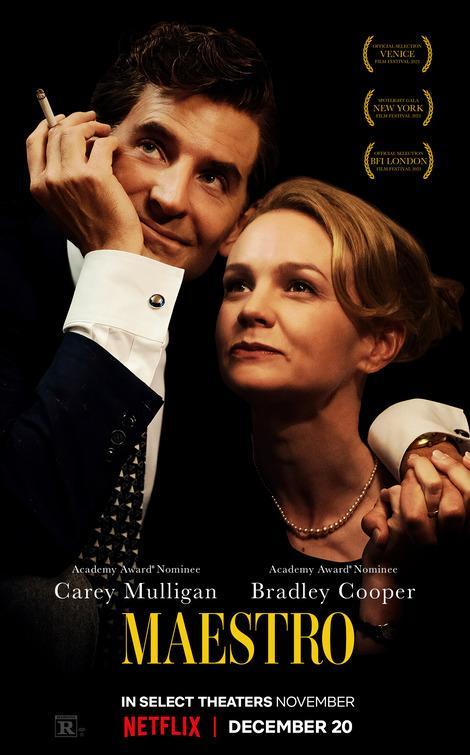 OFFICIAL SELECTION
VENICE
FILM FESTIVAL 2023
SPOTLIGHT GALA
NEW YORK
FILM FESTIVAL 2023
OFFICIAL SELECTION
BFI LONDON
FILM FESTIVAL 2023
Academy Award® Nominee
Carey Mulligan
Academy Award® Nominee
Bradley Cooper
MAESTRO
IN SELECT THEATERS NOVEMBER
NETFLIX | DECEMBER 20
R